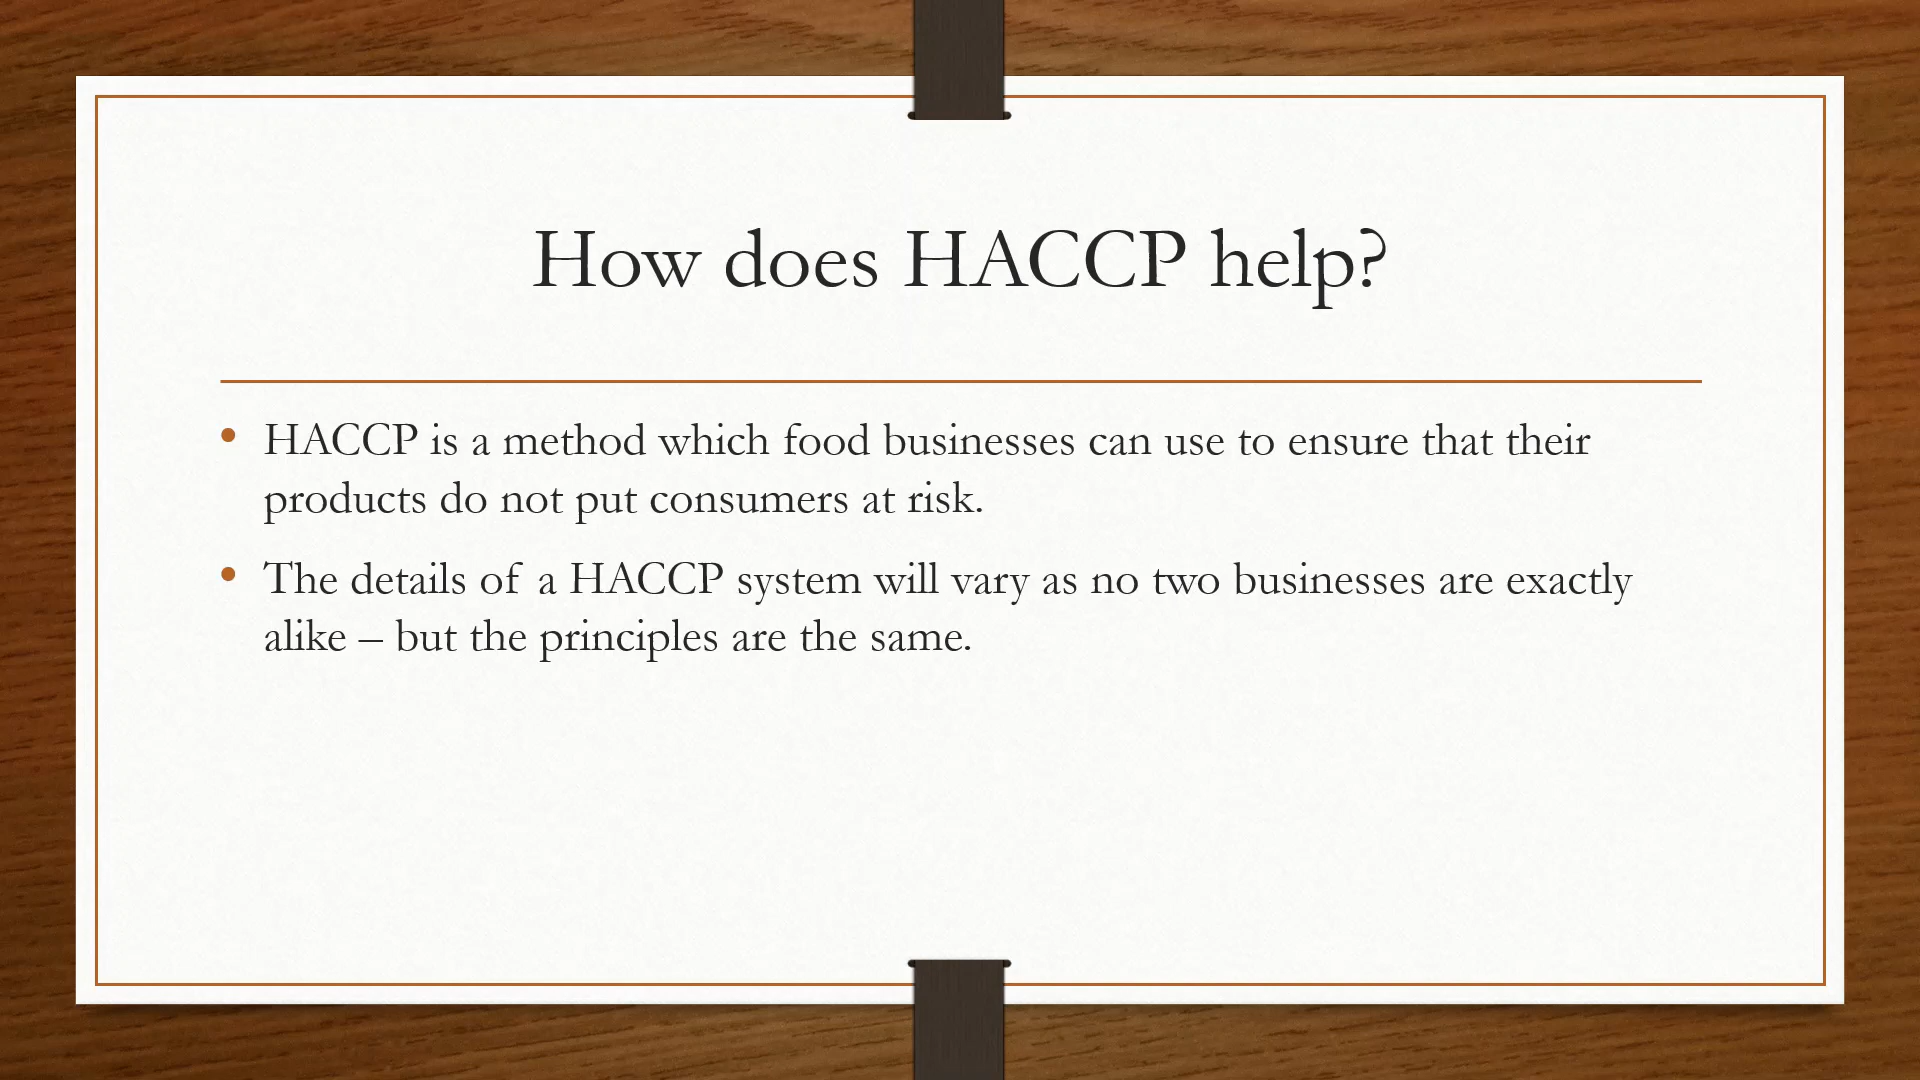 How does HACCP help?
• HACCP is a method which food businesses can use to ensure that their
products do not put consumers at risk.
• The details of a HACCP system will vary as no two businesses are exactly
alike – but the principles are the same.